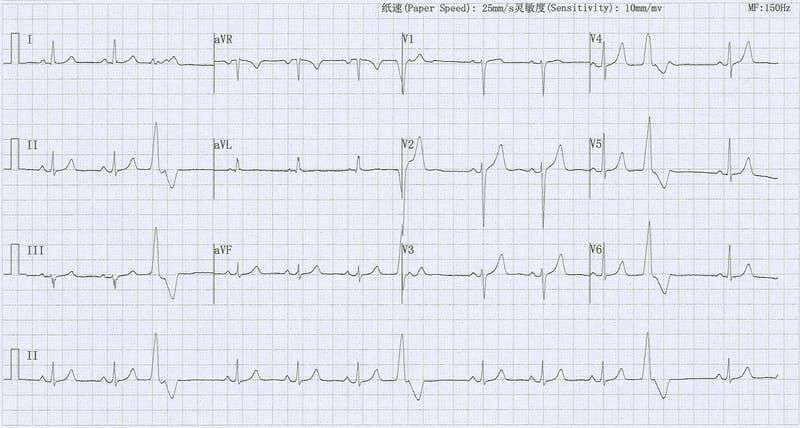 纸速(Paper Speed): 25mm/s灵敏度(Sensitivity): 10mm/mv MF:150Hz
I aVR V1 V4
II aVL V2 V5
III aVF V3 V6
II